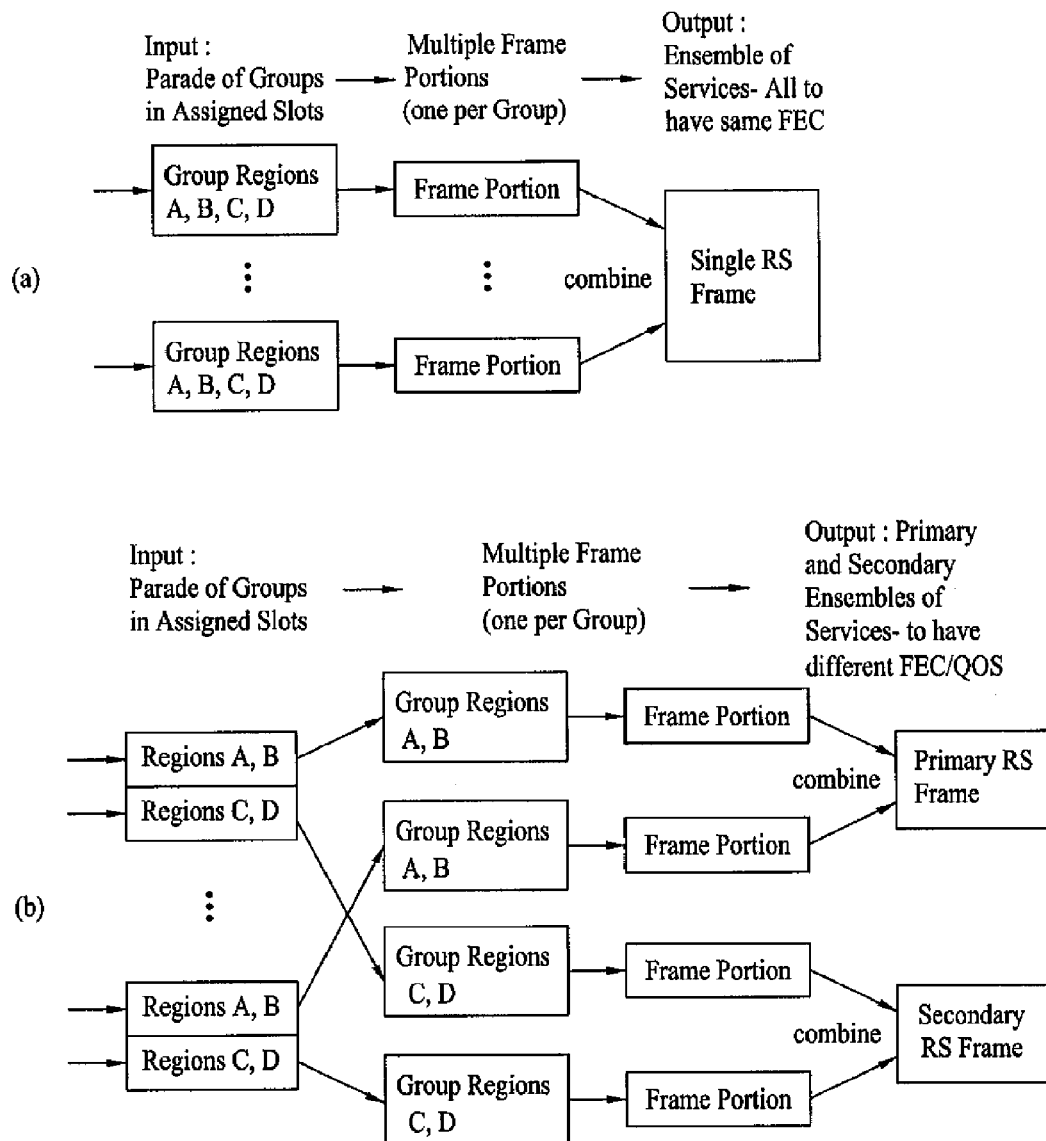 Input :
Parade of Groups
in Assigned Slots
Multiple Frame
Portions
(one per Group)
Output :
Ensemble of
Services- All to
have same FEC
(a)
Group Regions
A, B, C, D
Frame Portion
combine
Single RS
Frame
Group Regions
A, B, C, D
Frame Portion
Input :
Parade of Groups
in Assigned Slots
Multiple Frame
Portions
(one per Group)
Output : Primary
and Secondary
Ensembles of
Services- to have
different FEC/QOS
(b)
Regions A, B
Regions C, D
Group Regions
A, B
Frame Portion
combine
Primary RS
Frame
Group Regions
A, B
Frame Portion
Regions A, B
Regions C, D
Group Regions
C, D
Frame Portion
combine
Secondary
RS Frame
Group Regions
C, D
Frame Portion